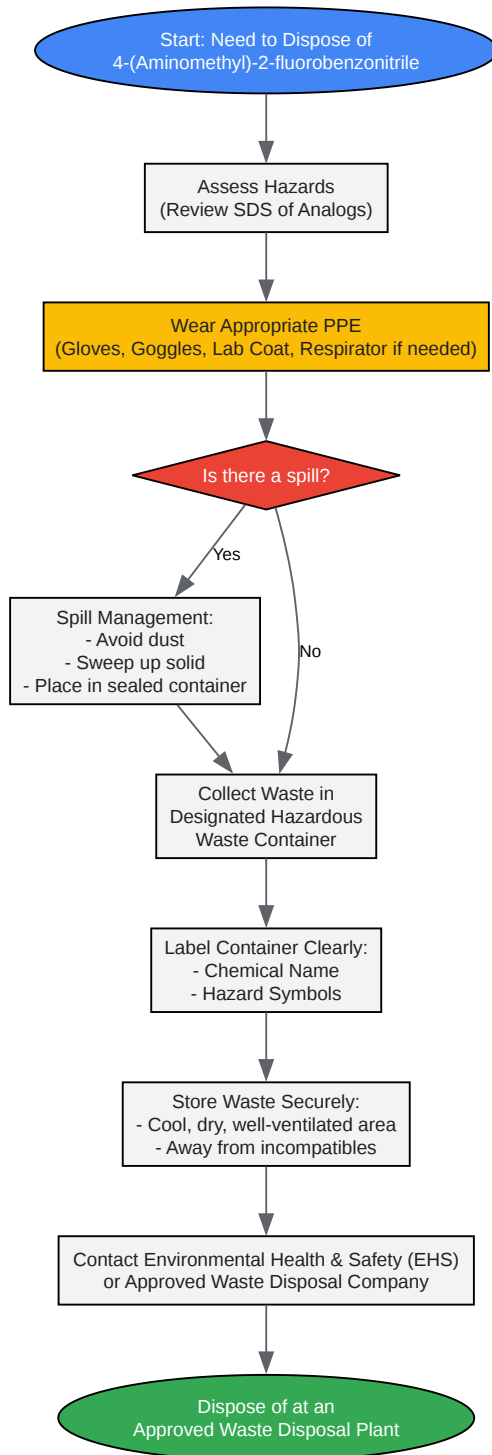 Start: Need to Dispose of
4-(Aminomethyl)-2-fluorobenzonitrile
Assess Hazards
(Review SDS of Analogs)
Wear Appropriate PPE
(Gloves, Goggles, Lab Coat, Respirator if needed)
Is there a spill?
Yes
Spill Management:
- Avoid dust
- Sweep up solid
- Place in sealed container
No
Collect Waste in
Designated Hazardous
Waste Container
Label Container Clearly:
- Chemical Name
- Hazard Symbols
Store Waste Securely:
- Cool, dry, well-ventilated area
- Away from incompatibles
Contact Environmental Health & Safety (EHS)
or Approved Waste Disposal Company
Dispose of at an
Approved Waste Disposal Plant